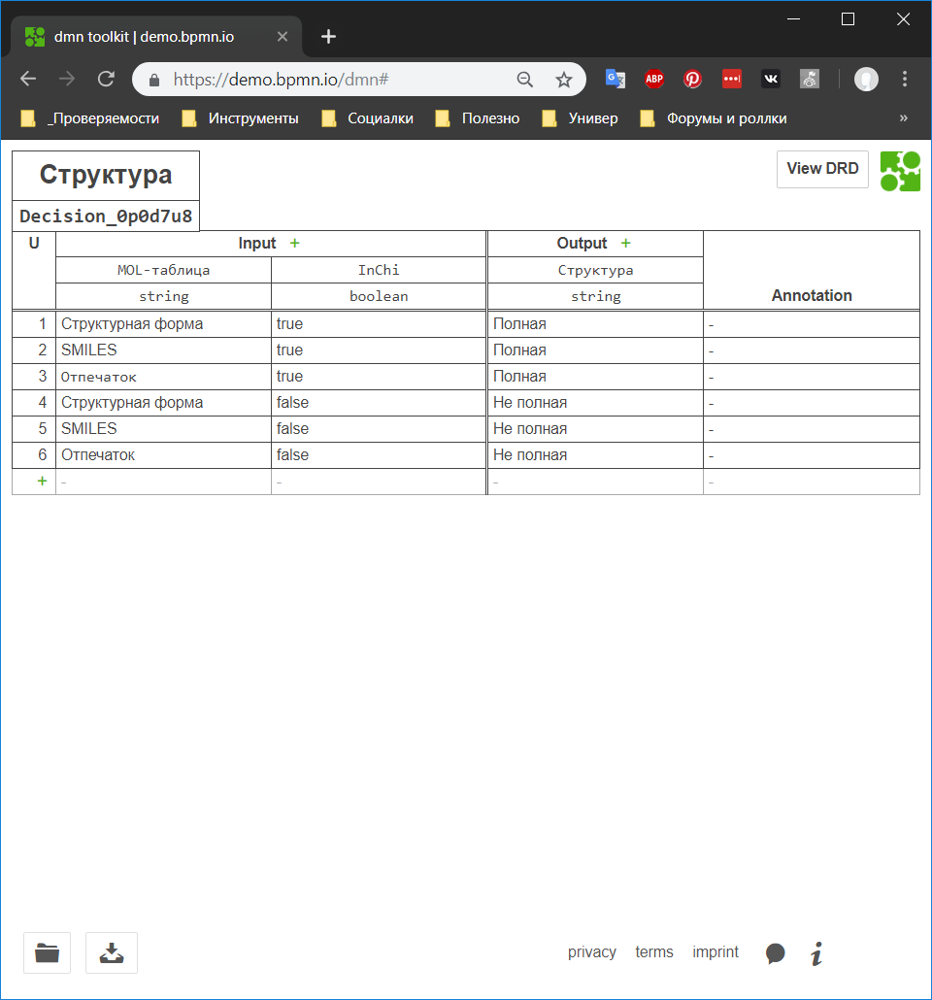 dmn toolkit | demo.bpmn.io
https://demo.bpmn.io/dmn#
ABP
_Проверяемости Инструменты Социалки Полезно Универ Форумы и роллки »
Структура
View DRD
Decision_0p0d7u8
U Input + Output +
MOL-таблица InChi Структура
string boolean string Annotation
1 Структурная форма true Полная -
2 SMILES true Полная -
3 Отпечаток true Полная -
4 Структурная форма false Не полная -
5 SMILES false Не полная -
6 Отпечаток false Не полная -
+ - - - -
privacy terms imprint